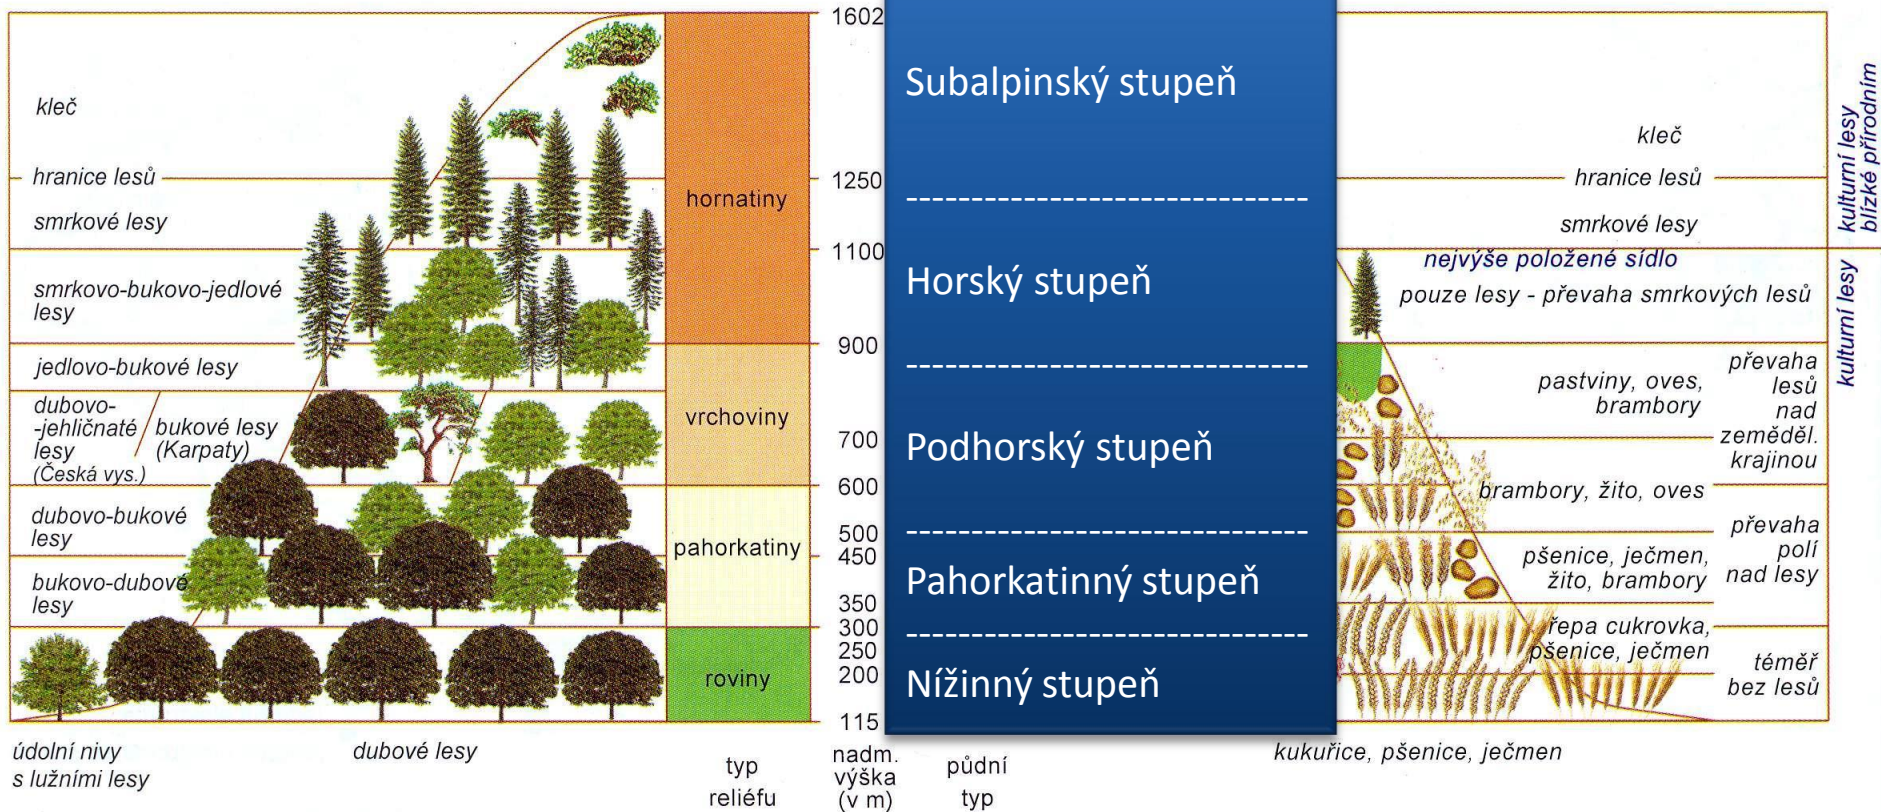 kleč
hranice lesů
smrkové lesy
smrkovo-bukovo-jedlové
lesy
jedlovo-bukové lesy
dubovo-
-jehličnaté
lesy
(Česká vys.)
bukové lesy
(Karpaty)
dubovo-bukové
lesy
bukovo-dubové
lesy
údolní nivy
s lužními lesy
dubové lesy
hornatiny
vrchoviny
pahorkatiny
roviny
typ
reliéfu
1602
1250
1100
900
700
600
500
450
350
300
250
200
115
nadm.
výška
(v m)
Subalpinský stupeň
-------------------------------
Horský stupeň
-------------------------------
Podhorský stupeň
-------------------------------
Pahorkatinný stupeň
-------------------------------
Nížinný stupeň
půdní
typ
kleč
hranice lesů
smrkové lesy
nejvýše položené sídlo
pouze lesy - převaha smrkových lesů
pastviny, oves,
brambory
brambory, žito, oves
pšenice, ječmen,
žito, brambory
řepa cukrovka,
pšenice, ječmen
kukuřice, pšenice, ječmen
převaha
lesů
nad
zeměděl.
krajinou
převaha
polí
nad lesy
téměř
bez lesů
kulturní lesy
blízké přírodním
kulturní lesy